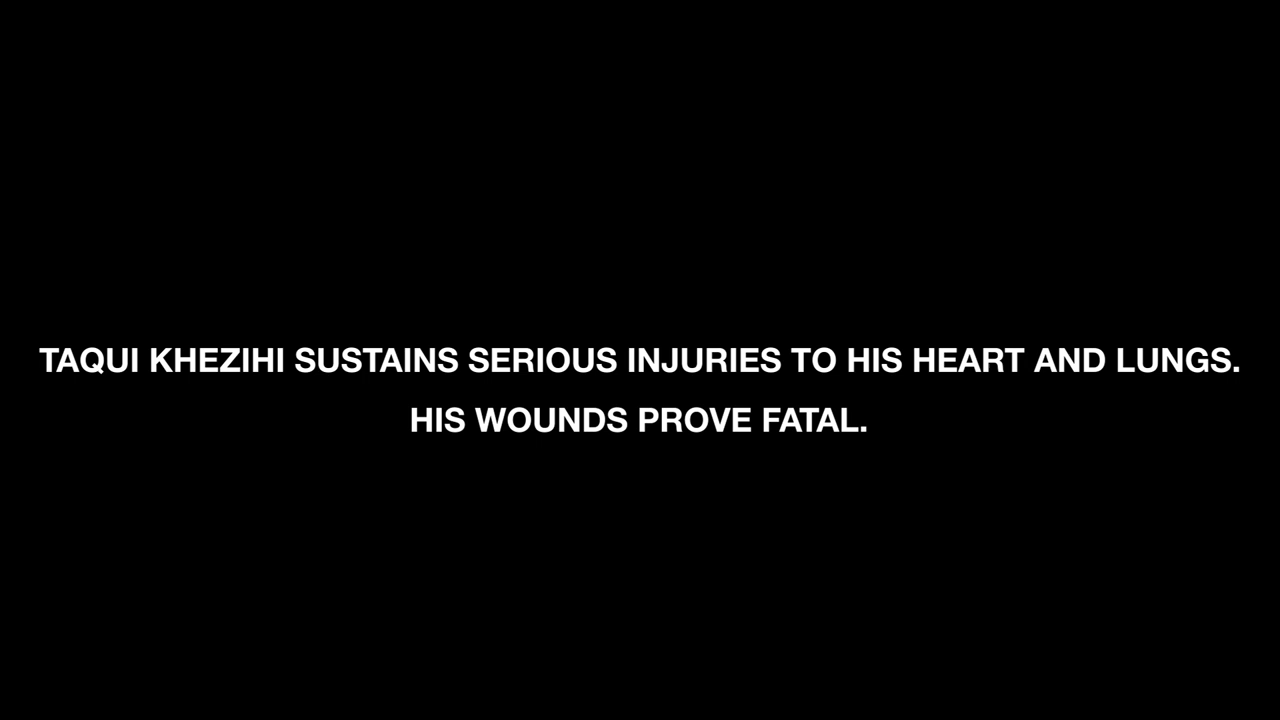 TAQUI KHEZIHI SUSTAINS SERIOUS INJURIES TO HIS HEART AND LUNGS.
HIS WOUNDS PROVE FATAL.